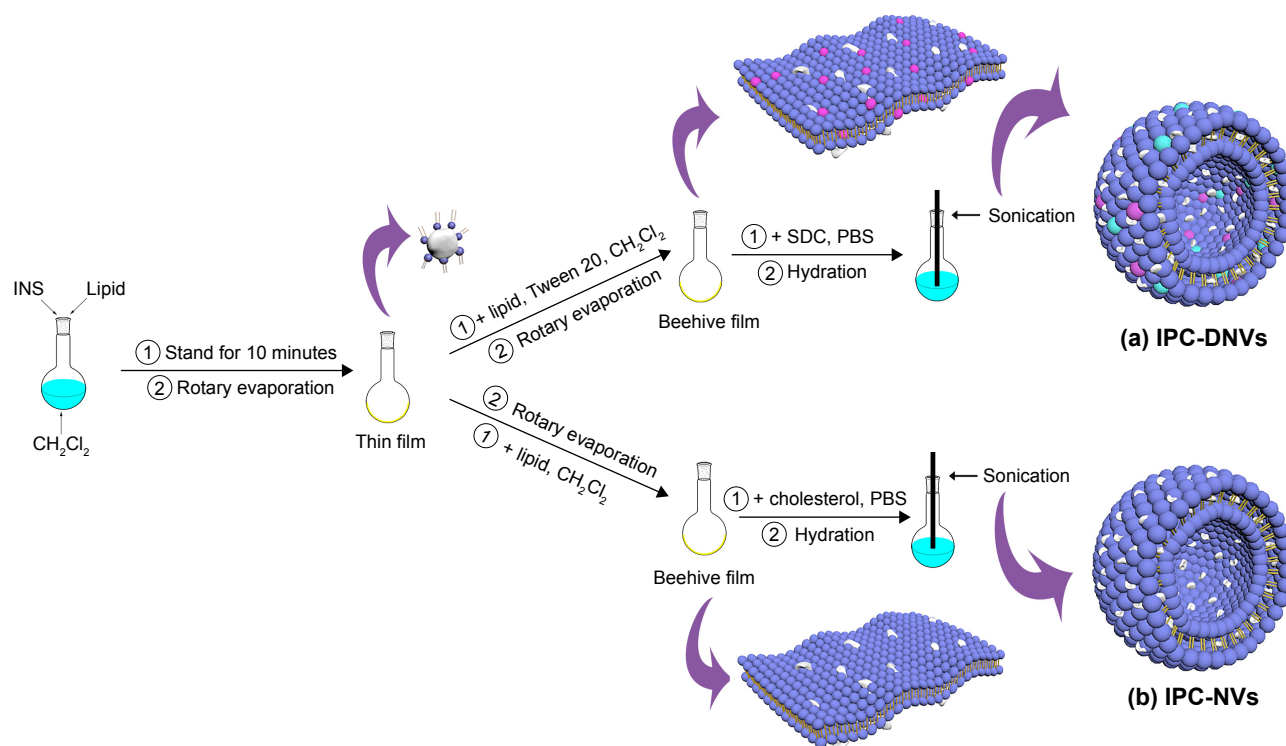 INS
Lipid
CH₂Cl₂
① Stand for 10 minutes
② Rotary evaporation
Thin film
① + lipid, Tween 20, CH₂Cl₂
② Rotary evaporation
Beehive film
① + SDC, PBS
② Hydration
Sonication
(a) IPC-DNVs
② Rotary evaporation
① + lipid, CH₂Cl₂
Beehive film
① + cholesterol, PBS
② Hydration
Sonication
(b) IPC-NVs